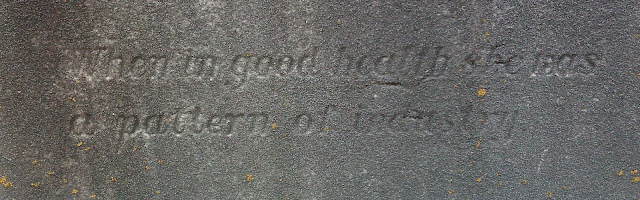 When in good health she was
a pattern of industry